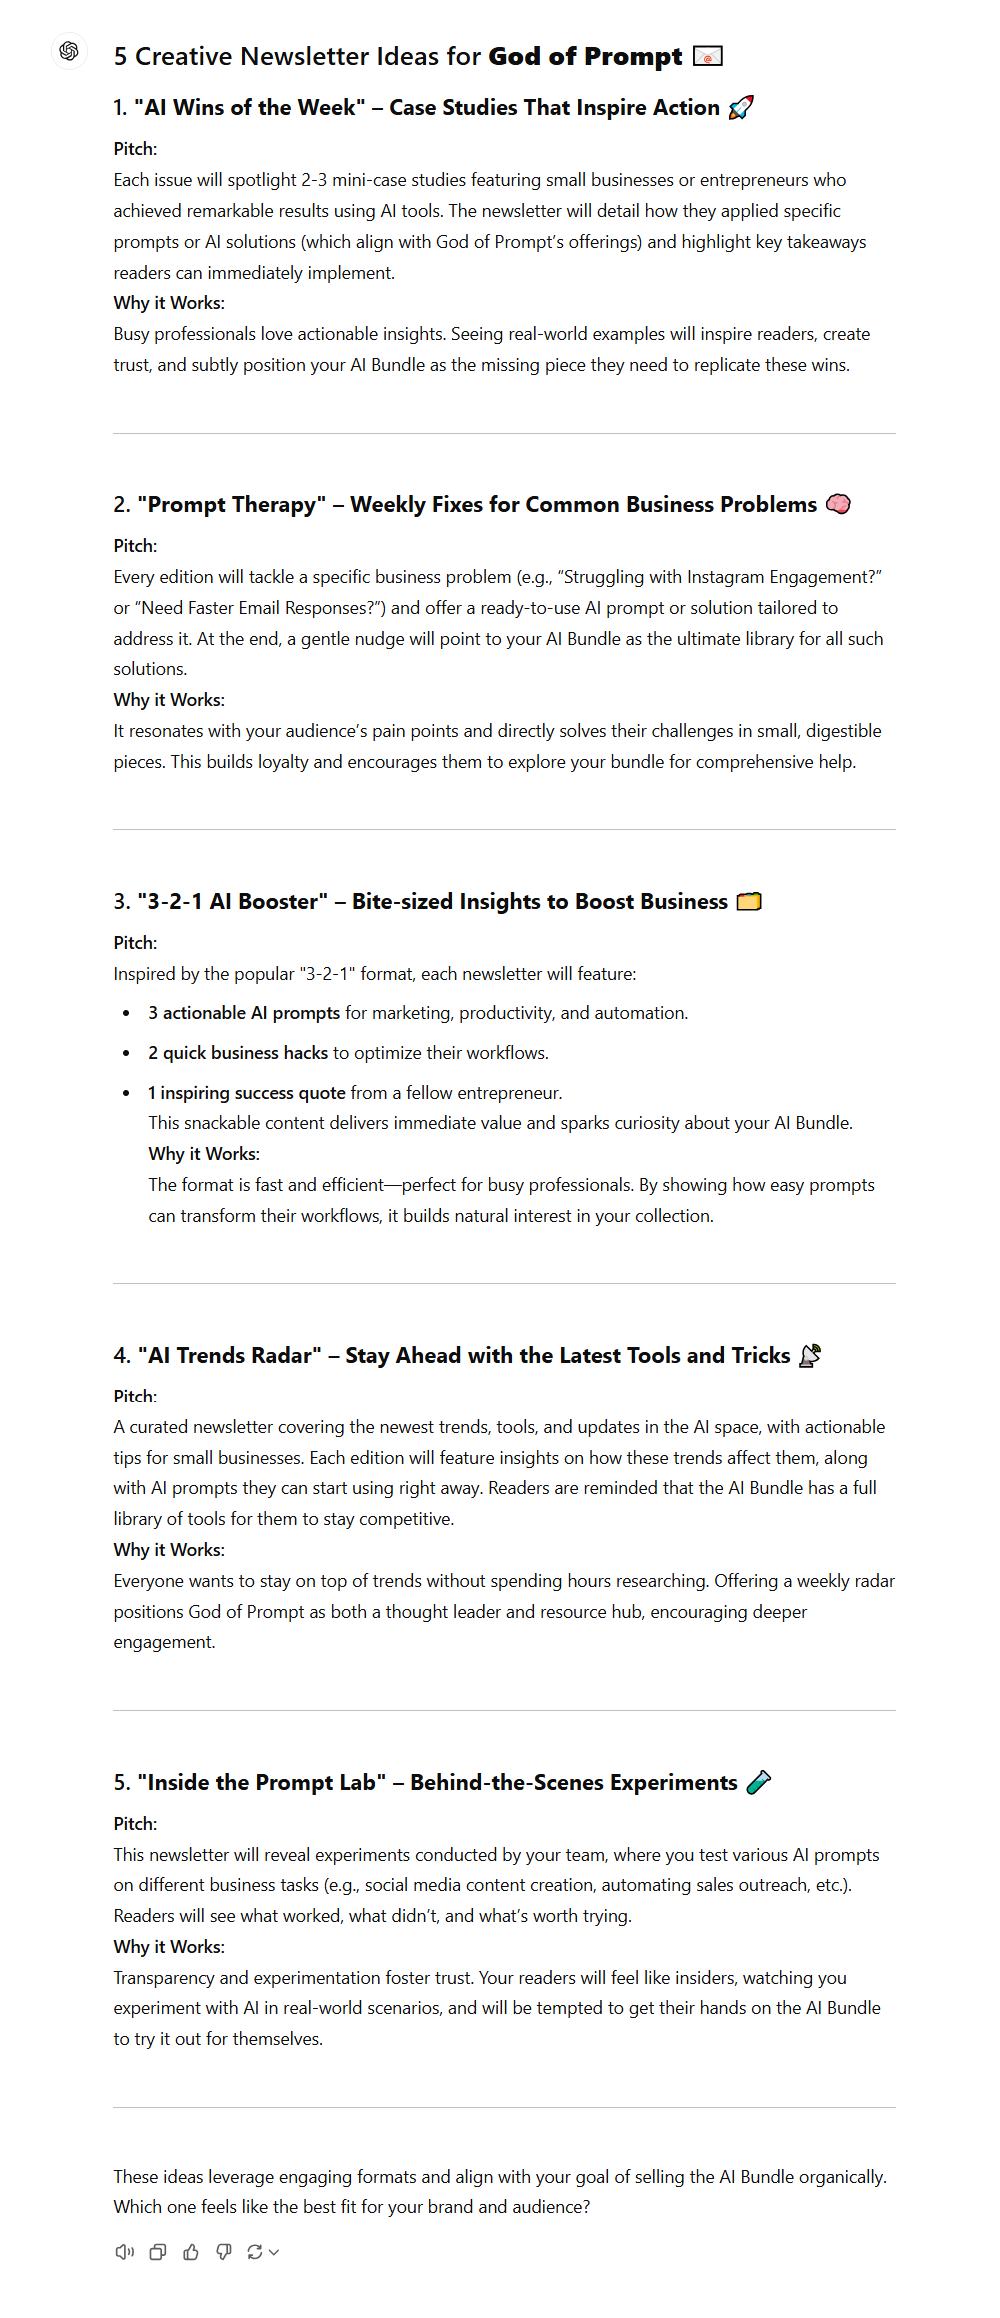 5 Creative Newsletter Ideas for God of Prompt 💌
1. "AI Wins of the Week" – Case Studies That Inspire Action 🚀
Pitch:
Each issue will spotlight 2-3 mini-case studies featuring small businesses or entrepreneurs who
achieved remarkable results using AI tools. The newsletter will detail how they applied specific
prompts or AI solutions (which align with God of Prompt’s offerings) and highlight key takeaways
readers can immediately implement.
Why it Works:
Busy professionals love actionable insights. Seeing real-world examples will inspire readers, create
trust, and subtly position your AI Bundle as the missing piece they need to replicate these wins.
2. "Prompt Therapy" – Weekly Fixes for Common Business Problems 🧠
Pitch:
Every edition will tackle a specific business problem (e.g., “Struggling with Instagram Engagement?”
or “Need Faster Email Responses?”) and offer a ready-to-use AI prompt or solution tailored to
address it. At the end, a gentle nudge will point to your AI Bundle as the ultimate library for all such
solutions.
Why it Works:
It resonates with your audience’s pain points and directly solves their challenges in small, digestible
pieces. This builds loyalty and encourages them to explore your bundle for comprehensive help.
3. "3-2-1 AI Booster" – Bite-sized Insights to Boost Business 🗂️
Pitch:
Inspired by the popular "3-2-1" format, each newsletter will feature:
• 3 actionable AI prompts for marketing, productivity, and automation.
• 2 quick business hacks to optimize their workflows.
• 1 inspiring success quote from a fellow entrepreneur.
This snackable content delivers immediate value and sparks curiosity about your AI Bundle.
Why it Works:
The format is fast and efficient—perfect for busy professionals. By showing how easy prompts
can transform their workflows, it builds natural interest in your collection.
4. "AI Trends Radar" – Stay Ahead with the Latest Tools and Tricks 📡
Pitch:
A curated newsletter covering the newest trends, tools, and updates in the AI space, with actionable
tips for small businesses. Each edition will feature insights on how these trends affect them, along
with AI prompts they can start using right away. Readers are reminded that the AI Bundle has a full
library of tools for them to stay competitive.
Why it Works:
Everyone wants to stay on top of trends without spending hours researching. Offering a weekly radar
positions God of Prompt as both a thought leader and resource hub, encouraging deeper
engagement.
5. "Inside the Prompt Lab" – Behind-the-Scenes Experiments 🧪
Pitch:
This newsletter will reveal experiments conducted by your team, where you test various AI prompts
on different business tasks (e.g., social media content creation, automating sales outreach, etc.).
Readers will see what worked, what didn’t, and what’s worth trying.
Why it Works:
Transparency and experimentation foster trust. Your readers will feel like insiders, watching you
experiment with AI in real-world scenarios, and will be tempted to get their hands on the AI Bundle
to try it out for themselves.
These ideas leverage engaging formats and align with your goal of selling the AI Bundle organically.
Which one feels like the best fit for your brand and audience?